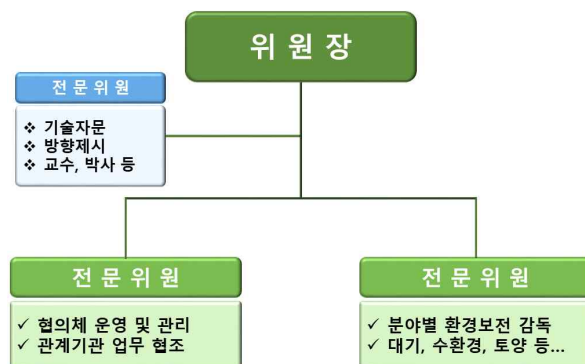 위 원 장
전 문 위 원
❖ 기술자문
❖ 방향제시
❖ 교수, 박사 등
전 문 위 원
✓ 협의체 운영 및 관리
✓ 관계기관 업무 협조
전 문 위 원
✓ 분야별 환경보전 감독
✓ 대기, 수환경, 토양 등...